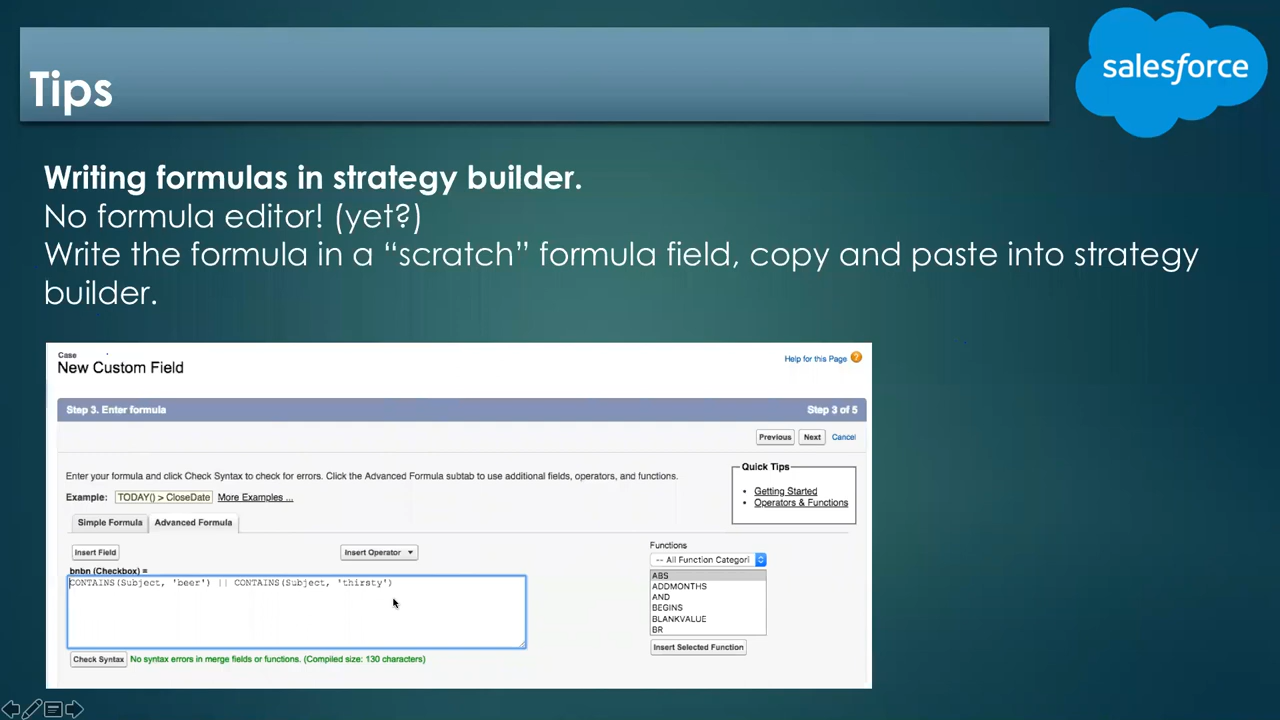 Tips
salesforce
Writing formulas in strategy builder.
No formula editor! (yet?)
Write the formula in a “scratch” formula field, copy and paste into strategy
builder.
Case
New Custom Field
Help for this Page ?
Step 3. Enter formula
Step 3 of 5
Previous Next Cancel
Enter your formula and click Check Syntax to check for errors. Click the Advanced Formula subtab to use additional fields, operators, and functions.
Example: TODAY() > CloseDate More Examples ...
Quick Tips
• Getting Started
• Operators & Functions
Simple Formula Advanced Formula
Insert Field Insert Operator
bnbn (Checkbox) =
CONTAINS(Subject, 'beer') || CONTAINS(Subject, 'thirsty')
Functions
-- All Function Categori
ABS
ADDMONTHS
AND
BEGINS
BLANKVALUE
BR
Insert Selected Function
Check Syntax No syntax errors in merge fields or functions. (Compiled size: 130 characters)